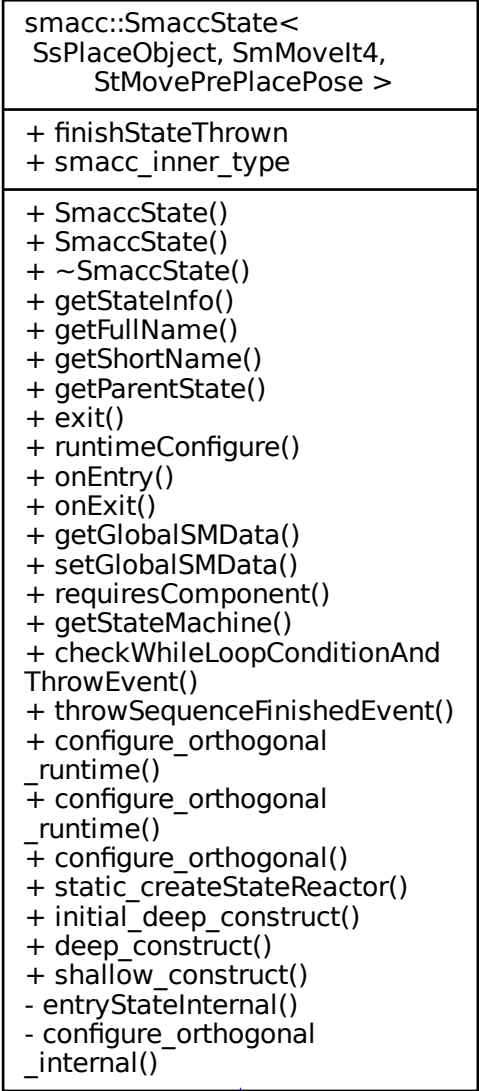 smacc::SmaccState<
SsPlaceObject, SmMoveIt4,
StMovePrePlacePose >
+ finishStateThrown
+ smacc_inner_type
+ SmaccState()
+ SmaccState()
+ ~SmaccState()
+ getStateInfo()
+ getFullName()
+ getShortName()
+ getParentState()
+ exit()
+ runtimeConfigure()
+ onEntry()
+ onExit()
+ getGlobalSMData()
+ setGlobalSMData()
+ requiresComponent()
+ getStateMachine()
+ checkWhileLoopConditionAnd
ThrowEvent()
+ throwSequenceFinishedEvent()
+ configure_orthogonal
_runtime()
+ configure_orthogonal
_runtime()
+ configure_orthogonal()
+ static_createStateReactor()
+ initial_deep_construct()
+ deep_construct()
+ shallow_construct()
- entryStateInternal()
- configure_orthogonal
_internal()